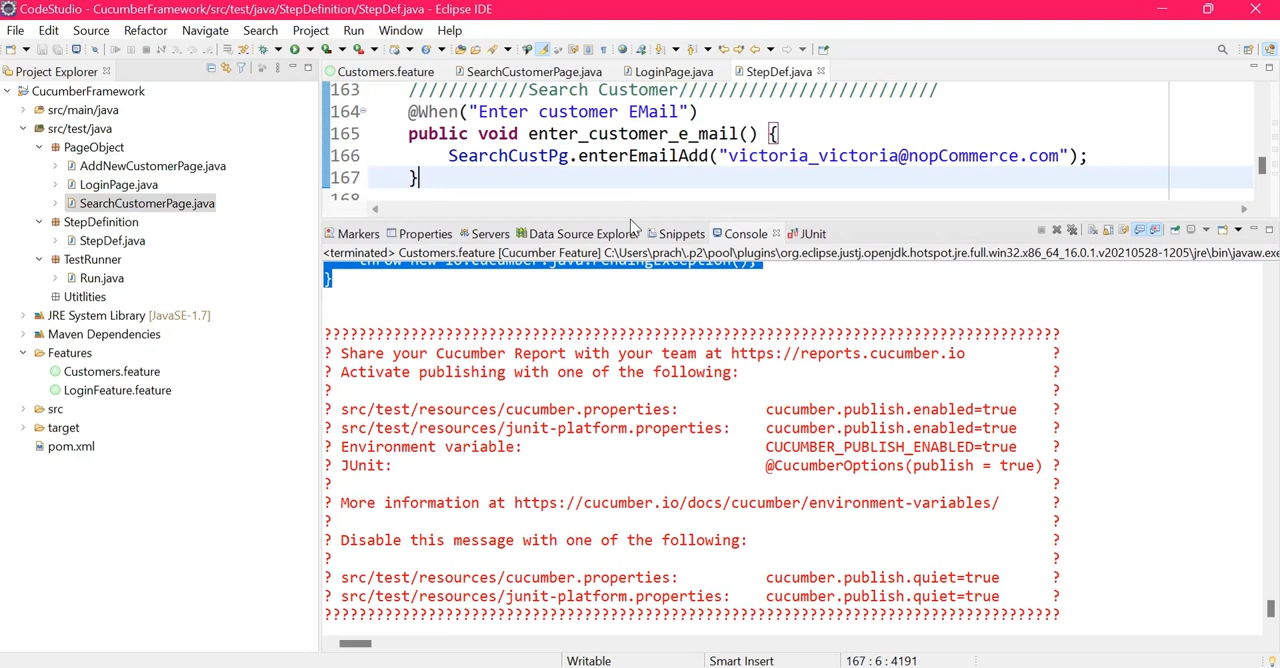 CodeStudio - CucumberFramework/src/test/java/StepDefinition/StepDef.java - Eclipse IDE
File Edit Source Refactor Navigate Search Project Run Window Help
Project Explorer
CucumberFramework
src/main/java
src/test/java
PageObject
AddNewCustomerPage.java
LoginPage.java
SearchCustomerPage.java
StepDefinition
StepDef.java
TestRunner
Run.java
Uutilities
JRE System Library [JavaSE-1.7]
Maven Dependencies
Features
Customers.feature
LoginFeature.feature
src
target
pom.xml
Customers.feature SearchCustomerPage.java LoginPage.java StepDef.java
163 ////////////Search Customer//////////////////////////
164 @When("Enter customer EMail")
165 public void enter_customer_e_mail() {
166 SearchCustPg.enterEmailAdd("victoria_victoria@nopCommerce.com");
167 }
168
Markers Properties Servers Data Source Explorer Snippets Console JUnit
<terminated> Customers.feature [Cucumber Feature] C:\Users\prach\.p2\pool\plugins\org.eclipse.justj.openjdk.hotspot.jre.full.win32.x86_64_16.0.1.v20210528-1205\jre\bin\javaw.exe
throw new io.cucumber.java.PendingException();
}
?????????????????????????????????????????????????????????????????????????????????????
? Share your Cucumber Report with your team at https://reports.cucumber.io ?
? Activate publishing with one of the following: ?
? ?
? src/test/resources/cucumber.properties: cucumber.publish.enabled=true ?
? src/test/resources/junit-platform.properties: cucumber.publish.enabled=true ?
? Environment variable: CUCUMBER_PUBLISH_ENABLED=true ?
? JUnit: @CucumberOptions(publish = true) ?
? ?
? More information at https://cucumber.io/docs/cucumber/environment-variables/ ?
? ?
? Disable this message with one of the following: ?
? ?
? src/test/resources/cucumber.properties: cucumber.publish.quiet=true ?
? src/test/resources/junit-platform.properties: cucumber.publish.quiet=true ?
?????????????????????????????????????????????????????????????????????????????????????
Writable Smart Insert 167 : 6 : 4191